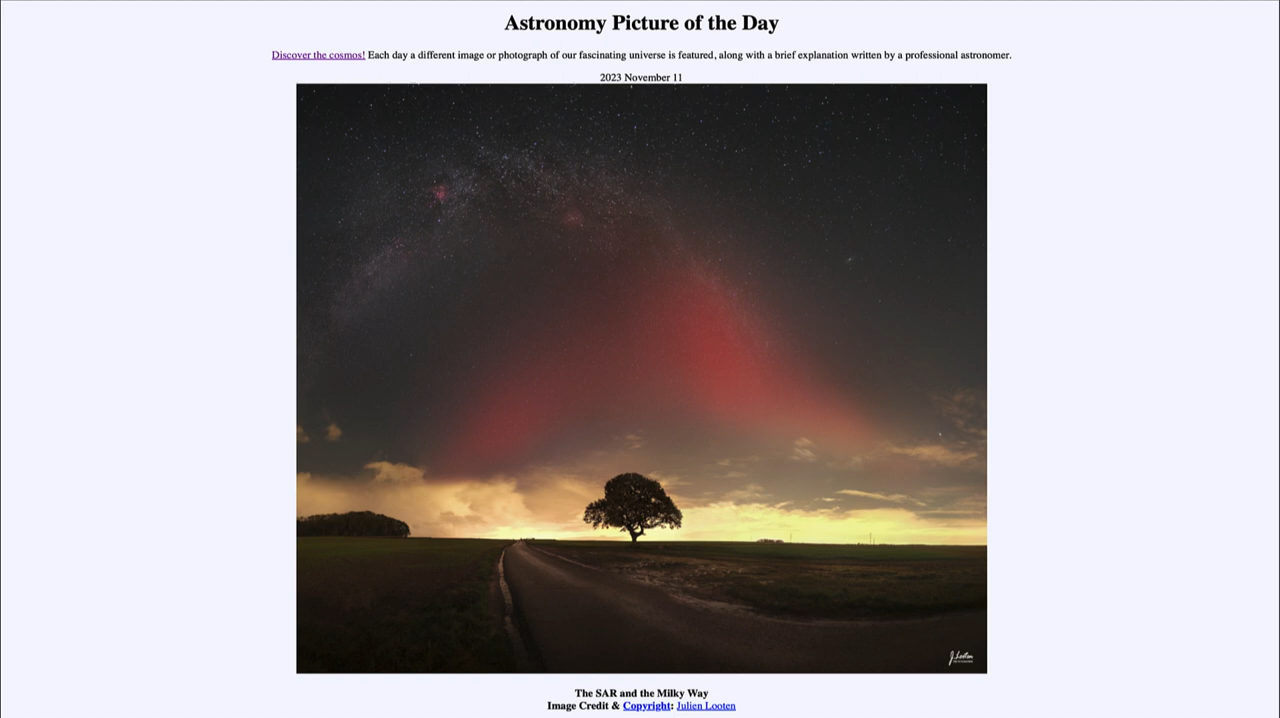 Astronomy Picture of the Day
Discover the cosmos! Each day a different image or photograph of our fascinating universe is featured, along with a brief explanation written by a professional astronomer.
2023 November 11
J. Looten
The SAR and the Milky Way
Image Credit & Copyright: Julien Looten